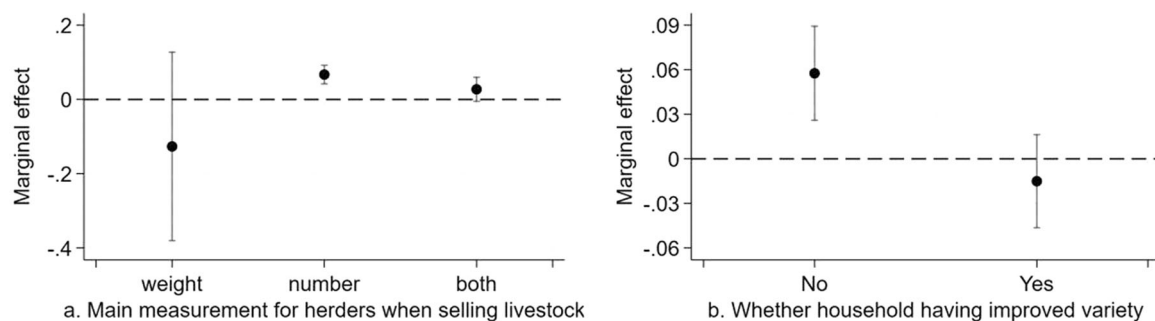 Marginal effect
.2
0
-.2
-.4
weight number both
a. Main measurement for herders when selling livestock
Marginal effect
.09
.06
.03
0
-.03
-.06
No Yes
b. Whether household having improved variety